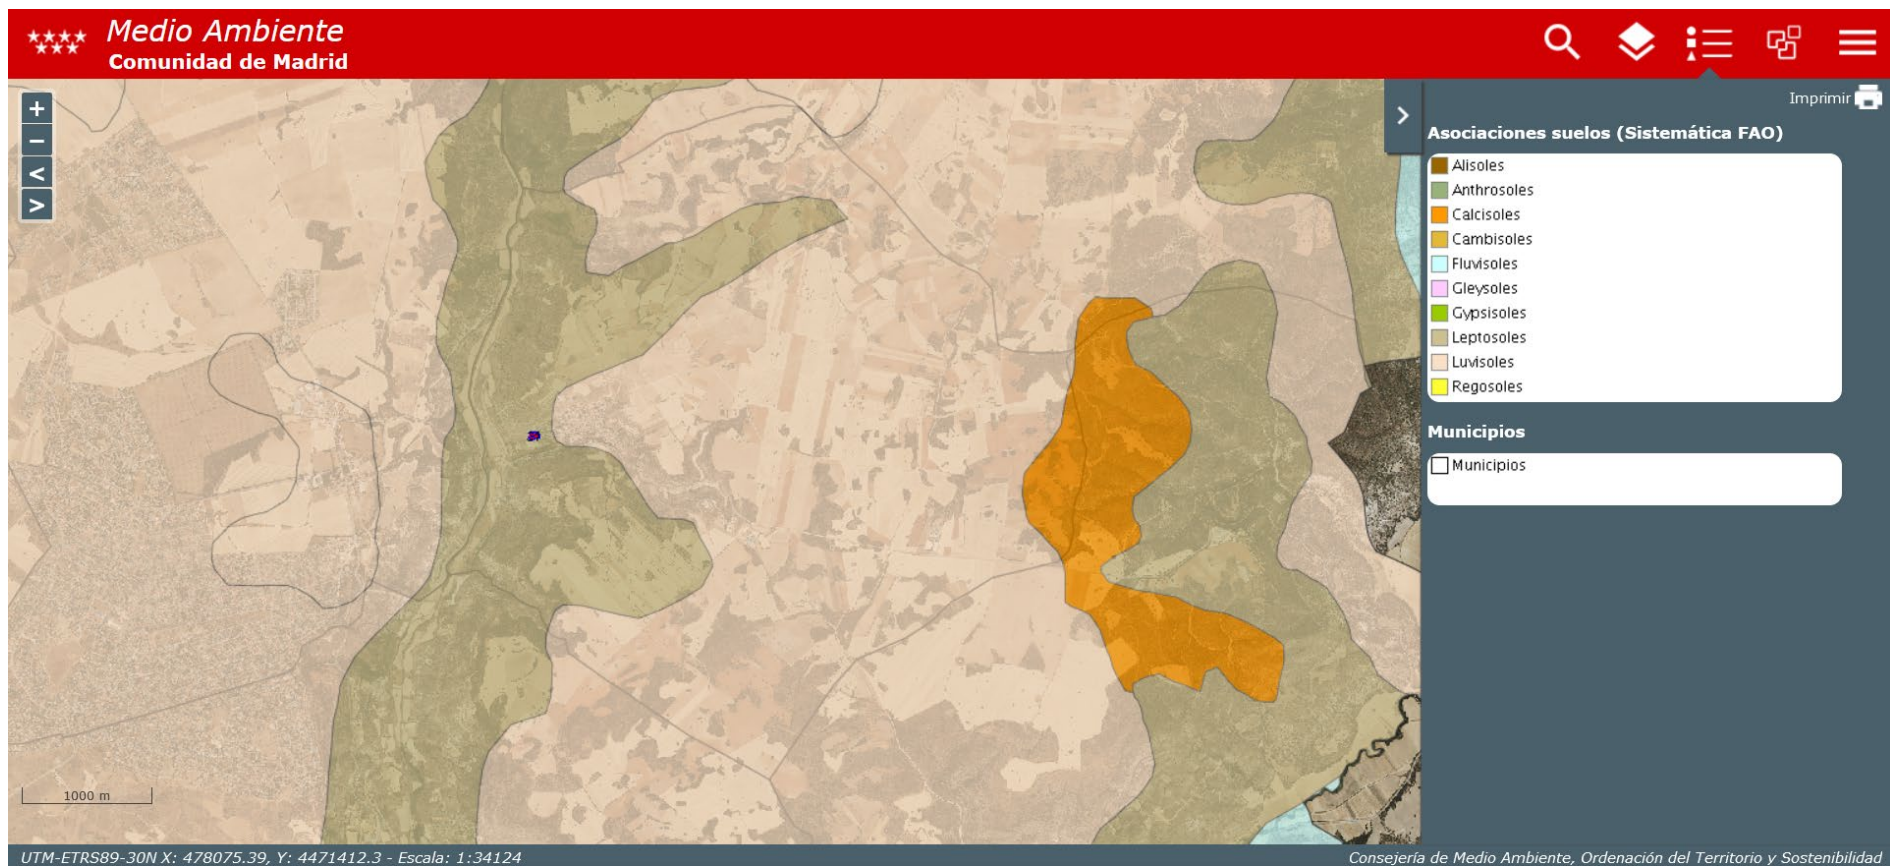 Medio Ambiente
Comunidad de Madrid
+
−
<
>
>
Imprimir
Asociaciones suelos (Sistemática FAO)
Alisoles
Anthrosoles
Calcisoles
Cambisoles
Fluvisoles
Gleysoles
Gypsisoles
Leptosoles
Luvisoles
Regosoles
Municipios
Municipios
1000 m
UTM-ETRS89-30N X: 478075.39, Y: 4471412.3 - Escala: 1:34124
Consejería de Medio Ambiente, Ordenación del Territorio y Sostenibilidad